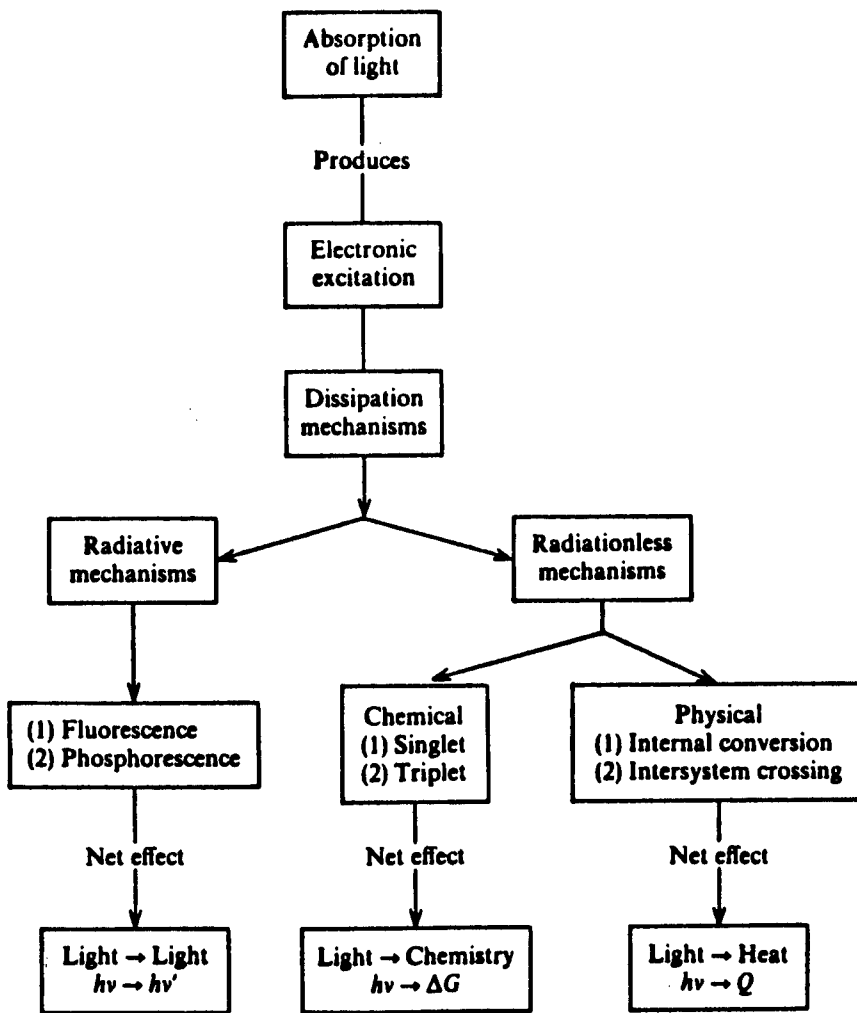 Absorption
of light
Produces
Electronic
excitation
Dissipation
mechanisms
Radiative
mechanisms
Radiationless
mechanisms
(1) Fluorescence
(2) Phosphorescence
Chemical
(1) Singlet
(2) Triplet
Physical
(1) Internal conversion
(2) Intersystem crossing
Net effect
Net effect
Net effect
Light → Light
hν → hν'
Light → Chemistry
hν → ΔG
Light → Heat
hν → Q